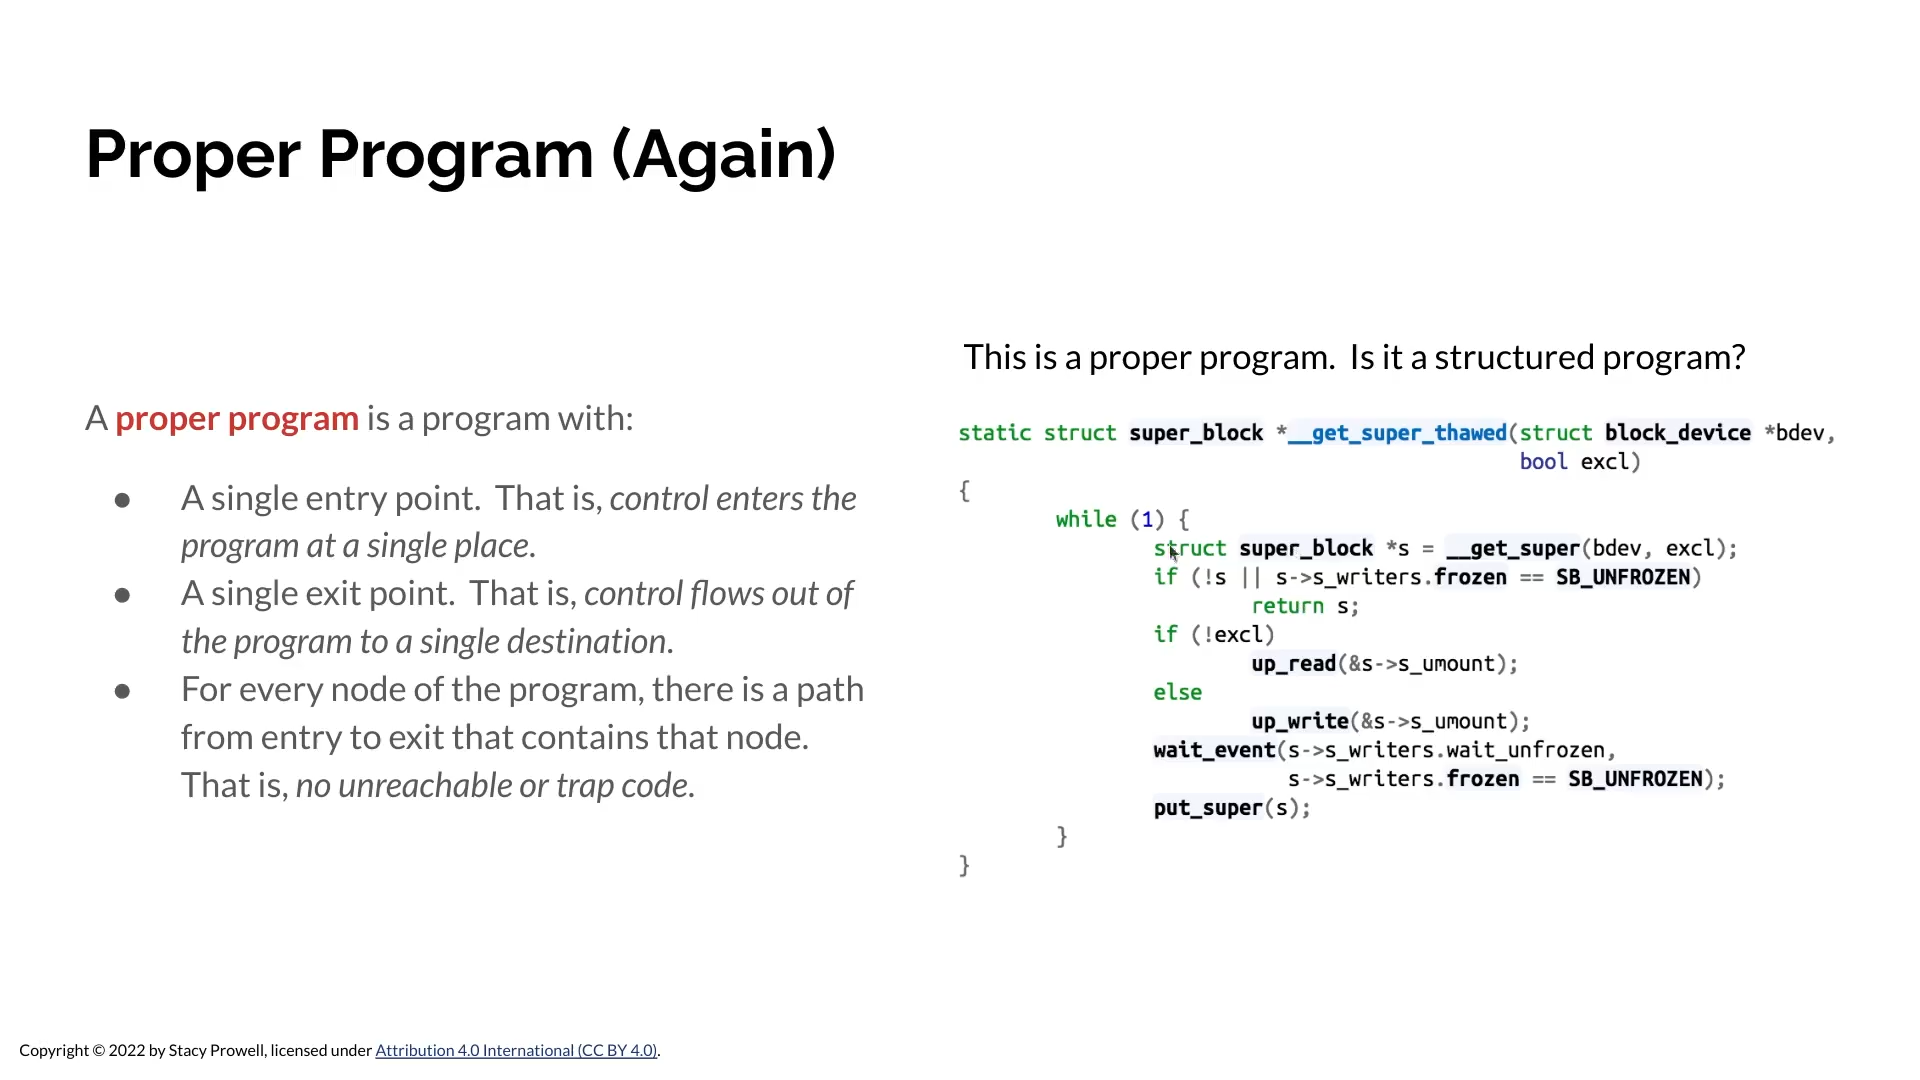 Proper Program (Again)
A proper program is a program with:
● A single entry point.  That is, control enters the
program at a single place.
● A single exit point.  That is, control flows out of
the program to a single destination.
● For every node of the program, there is a path
from entry to exit that contains that node.
That is, no unreachable or trap code.
This is a proper program.  Is it a structured program?
static struct super_block *__get_super_thawed(struct block_device *bdev,
                                              bool excl)
{
        while (1) {
                struct super_block *s = __get_super(bdev, excl);
                if (!s || s->s_writers.frozen == SB_UNFROZEN)
                        return s;
                if (!excl)
                        up_read(&s->s_umount);
                else
                        up_write(&s->s_umount);
                wait_event(s->s_writers.wait_unfrozen,
                           s->s_writers.frozen == SB_UNFROZEN);
                put_super(s);
        }
}
Copyright © 2022 by Stacy Prowell, licensed under Attribution 4.0 International (CC BY 4.0).